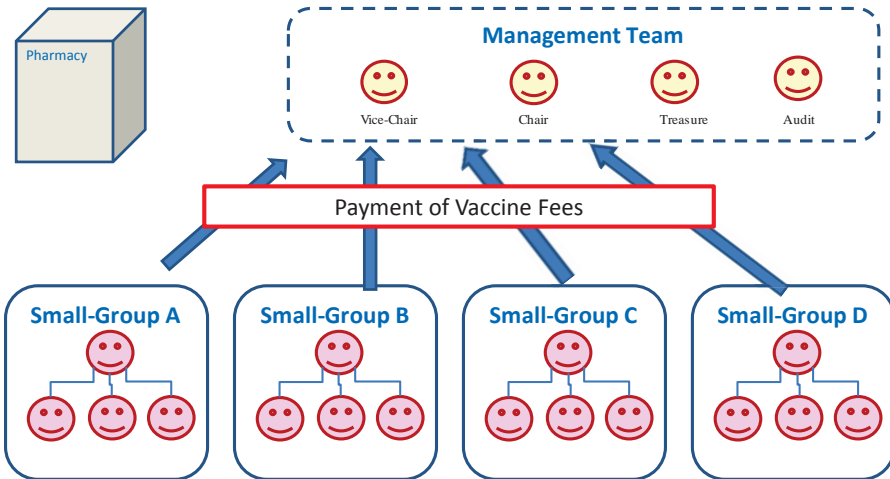 Pharmacy
Management Team
Vice-Chair
Chair
Treasure
Audit
Payment of Vaccine Fees
Small-Group A
Small-Group B
Small-Group C
Small-Group D